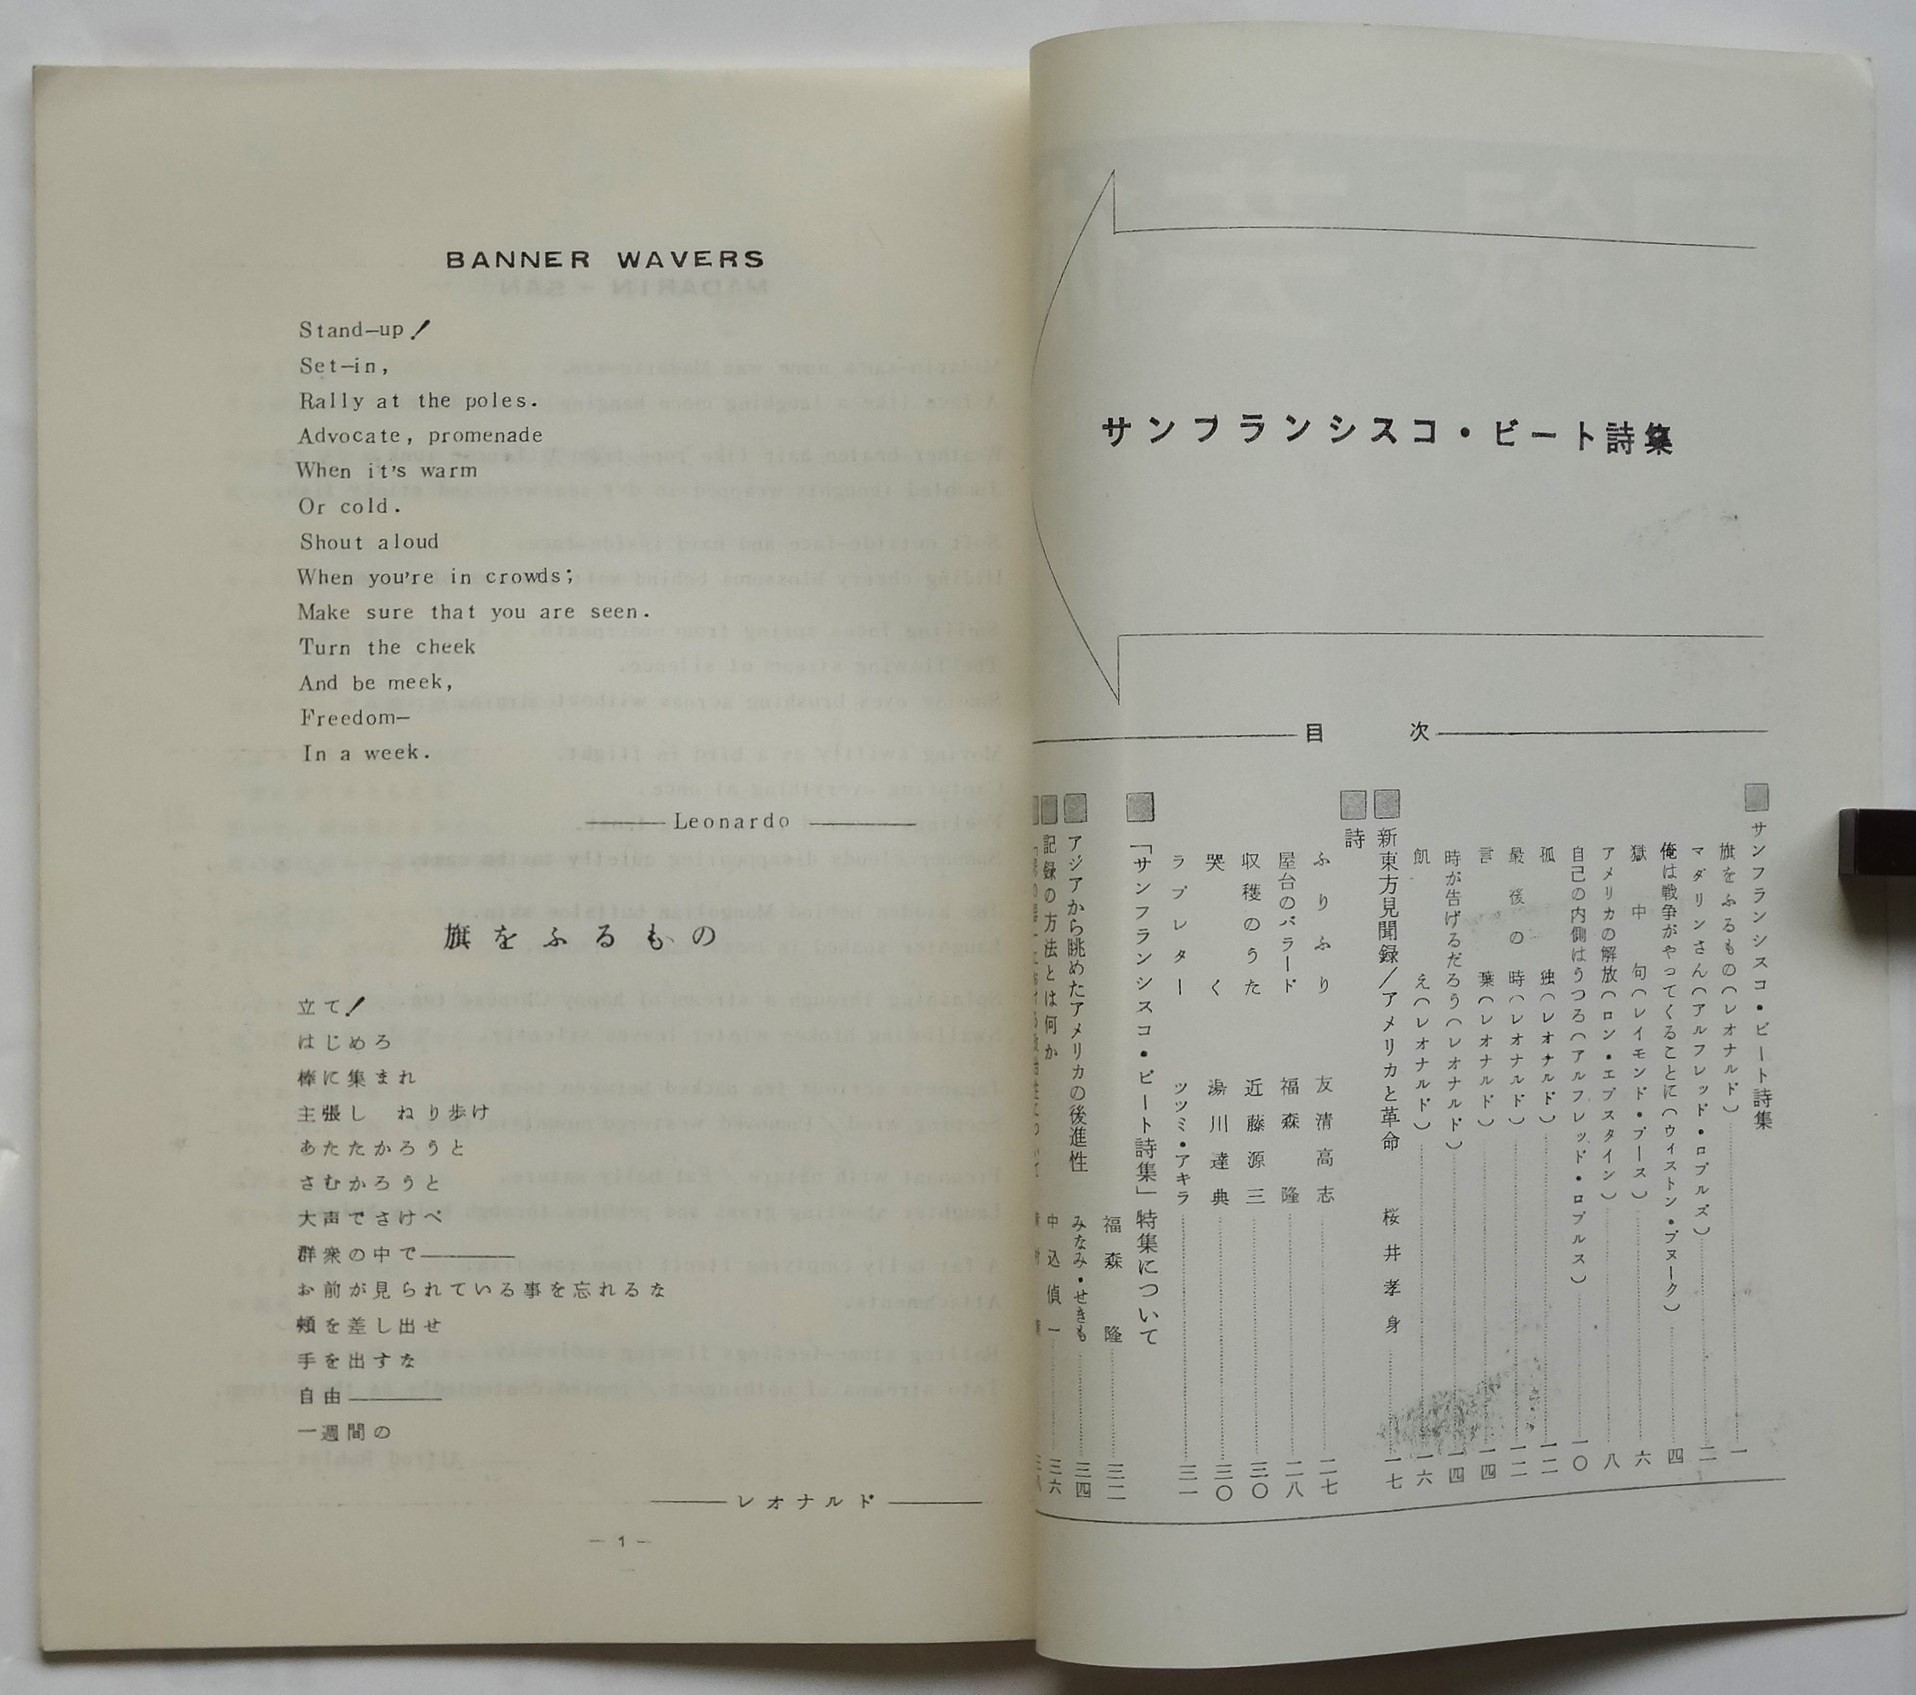 BANNER WAVERS
Stand-up!
Set-in,
Rally at the poles.
Advocate, promenade
When it's warm
Or cold.
Shout aloud
When you're in crowds;
Make sure that you are seen.
Turn the cheek
And be meek,
Freedom—
In a week.
Leonardo
旗をふるもの
立て!
はじめろ
棒に集まれ
主張し ねり歩け
あたたかろうと
さむかろうと
大声でさけべ
群衆の中で———
お前が見られている事を忘れるな
頬を差し出せ
手を出すな
自由———
一週間の
レオナルド
— 1 —
サンフランシスコ・ビート詩集
目 次
サンフランシスコ・ビート詩集
旗をふるもの(レオナルド)……一
マダリンさん(アルフレッド・ロブルズ)……二
俺は戦争がやってくることに(ウィストン・ブヌーク)……四
獄中句(レイモンド・ブース)……六
アメリカの解放(ロン・エプスタイン)……八
自己の内側はうつろ(アルフレッド・ロブルス)……一〇
孤独(レオナルド)……一二
最後の時(レオナルド)……一二
言葉(レオナルド)……一四
時が告げるだろう(レオナルド)……一四
飢え(レオナルド)……一六
新東方見聞録/アメリカと革命 桜井孝身……一七
詩
ふりふり 友清高志……二七
屋台のバラード 福森隆……二八
収穫のうた 近藤源三……三〇
哭く 湯川達典……三〇
ラブレター ツツミ・アキラ……三一
「サンフランシスコ・ビート詩集」特集について
福森隆……三二
アジアから眺めたアメリカの後進性 みなみ・せきも……三四
記録の方法とは何か 中込偵一……三六